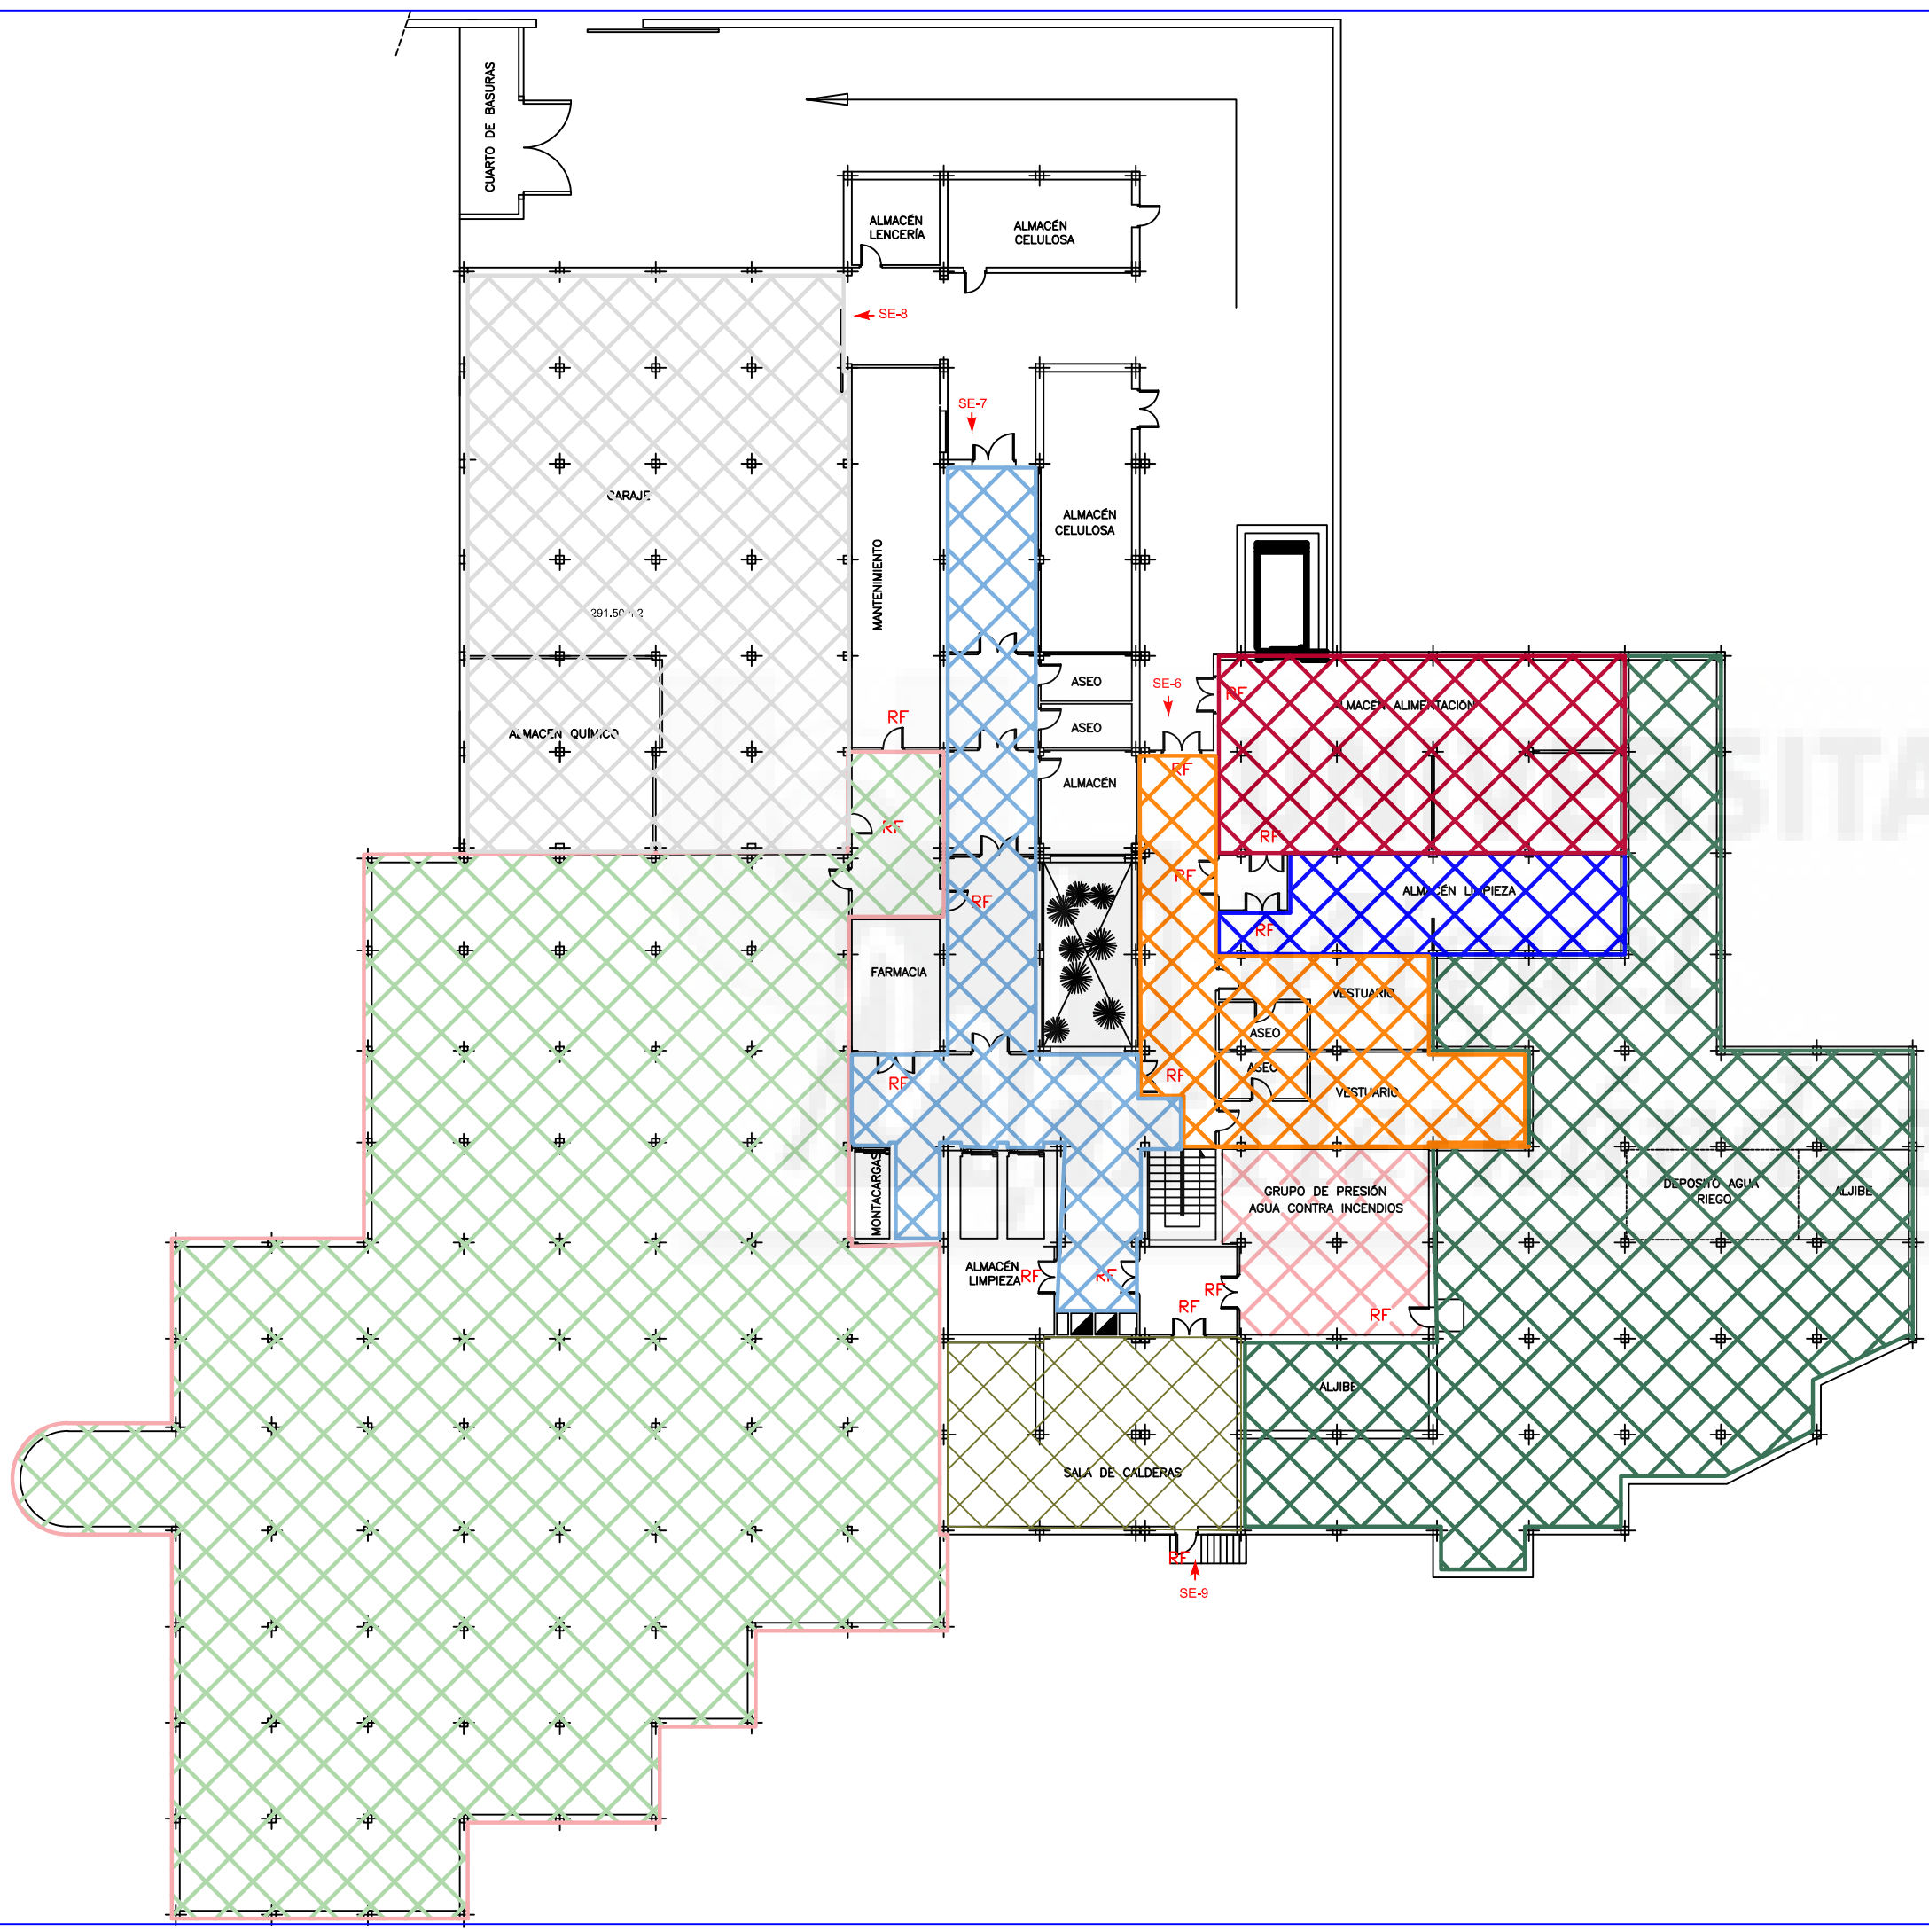 CUARTO DE BASURAS
ALMACÉN
LENCERÍA
ALMACÉN
CELULOSA
SE-8
SE-7
GARAJE
ALMACÉN
CELULOSA
MANTENIMIENTO
291.50 m2
ASEO
SE-6
RF
ALMACÉN ALIMENTACIÓN
RF
ASEO
ALMACEN QUÍMICO
RF
ALMACÉN
RF
RF
RF
ALMACÉN LIMPIEZA
RF
RF
FARMACIA
VESTUARIO
ASEO
ASEO
RF
RF
VESTUARIO
MONTACARGAS
GRUPO DE PRESIÓN
AGUA CONTRA INCENDIOS
DEPOSITO AGUA
RIEGO
ALJIBE
ALMACÉN
LIMPIEZA
RF
RF
RF
RF
RF
ALJIBE
SALA DE CALDERAS
RF
SE-9